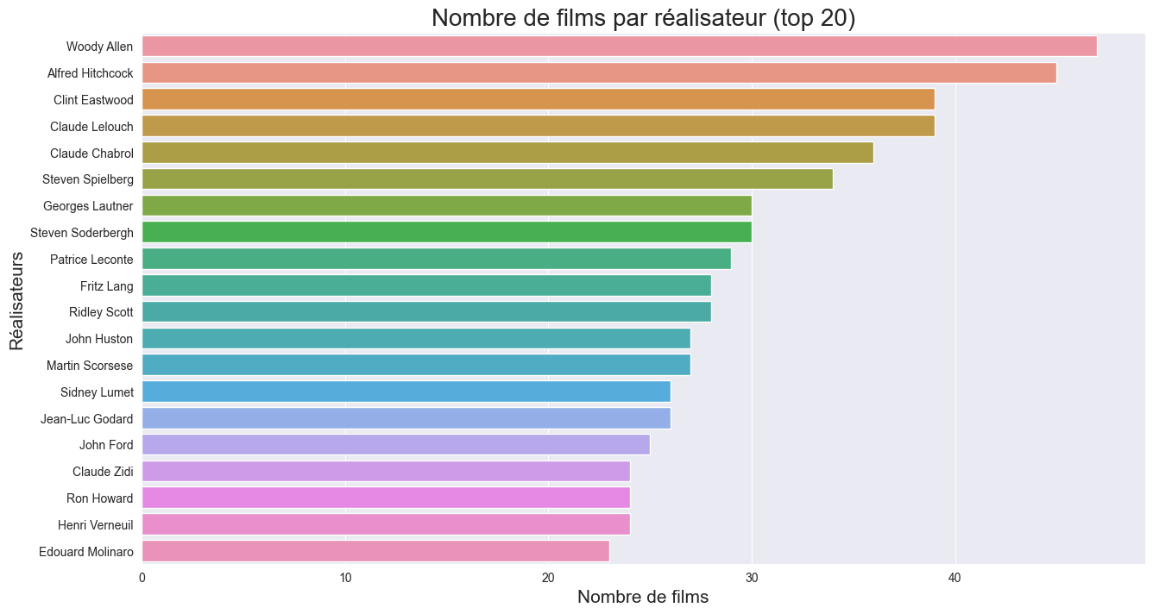 Nombre de films par réalisateur (top 20)
Réalisateurs
Woody Allen
Alfred Hitchcock
Clint Eastwood
Claude Lelouch
Claude Chabrol
Steven Spielberg
Georges Lautner
Steven Soderbergh
Patrice Leconte
Fritz Lang
Ridley Scott
John Huston
Martin Scorsese
Sidney Lumet
Jean-Luc Godard
John Ford
Claude Zidi
Ron Howard
Henri Verneuil
Edouard Molinaro
0 10 20 30 40
Nombre de films